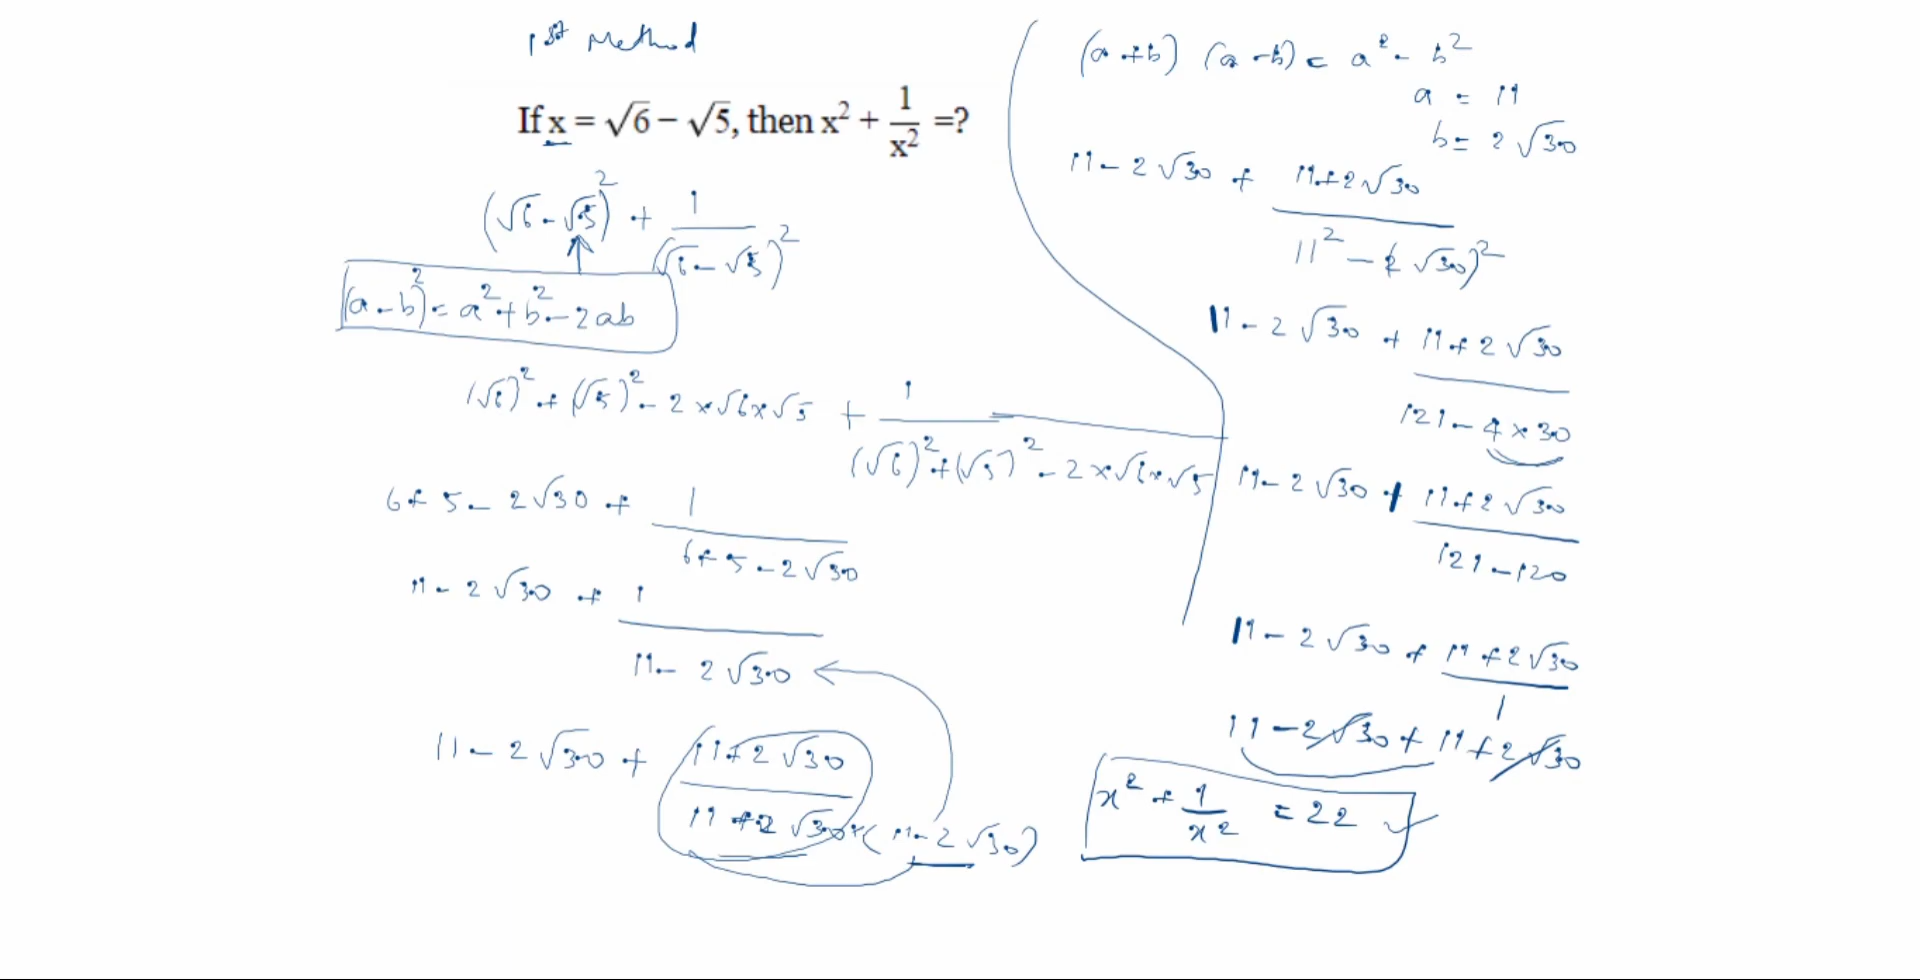 1st Method
If x = √6 − √5, then x² + 1/x² =?
(√6 - √5)² + 1/(√6 - √5)²
(a - b)² = a² + b² - 2ab
(√6)² + (√5)² - 2 × √6 × √5 + 1/((√6)² + (√5)² - 2 × √6 × √5)
6 + 5 - 2√30 + 1/(6 + 5 - 2√30)
11 - 2√30 + 1/(11 - 2√30)
11 - 2√30 + (11 + 2√30)/(11 + 2√30 × (11 - 2√30)
(a + b) (a - b) = a² - b²
a = 11
b = 2√30
11 - 2√30 + (11 + 2√30)/(11² - (2√30)²)
11 - 2√30 + (11 + 2√30)/(121 - 4 × 30)
11 - 2√30 + (11 + 2√30)/(121 - 120)
11 - 2√30 + (11 + 2√30)/1
11 - 2√30 + 11 + 2√30
x² + 1/x² = 22